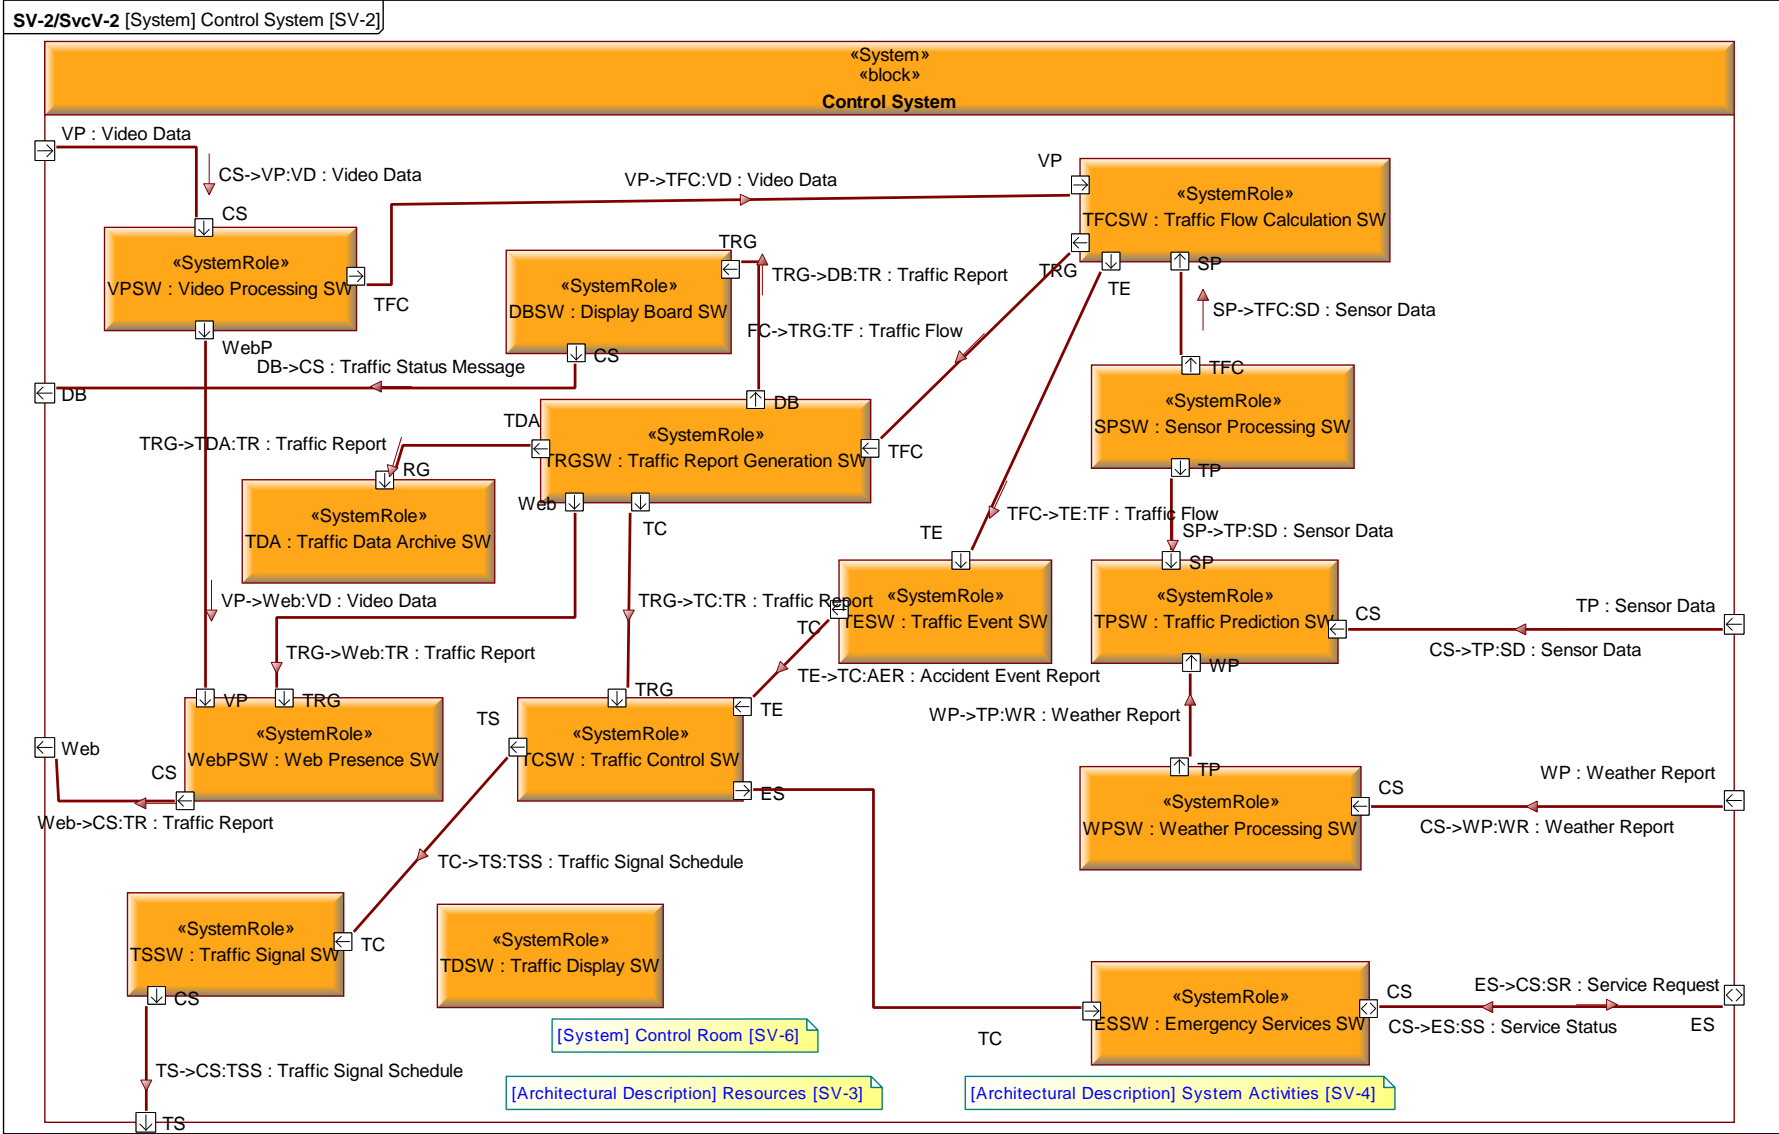 SV-2/SvcV-2 [System] Control System [SV-2]
«System»
«block»
Control System
VP : Video Data
CS->VP:VD : Video Data
CS
«SystemRole»
VPSW : Video Processing SW
TFC
WebP
VP->TFC:VD : Video Data
VP
«SystemRole»
TFCSW : Traffic Flow Calculation SW
TRG
TE
SP
TRG
«SystemRole»
DBSW : Display Board SW
CS
TRG->DB:TR : Traffic Report
FC->TRG:TF : Traffic Flow
SP->TFC:SD : Sensor Data
DB->CS : Traffic Status Message
DB
TFC
«SystemRole»
SPSW : Sensor Processing SW
TP
DB
TDA
«SystemRole»
TRGSW : Traffic Report Generation SW
TFC
Web
TC
TRG->TDA:TR : Traffic Report
RG
«SystemRole»
TDA : Traffic Data Archive SW
TFC->TE:TF : Traffic Flow
SP->TP:SD : Sensor Data
TE
«SystemRole»
TESW : Traffic Event SW
TC
SP
«SystemRole»
TPSW : Traffic Prediction SW
CS
WP
TP : Sensor Data
CS->TP:SD : Sensor Data
VP->Web:VD : Video Data
TRG->TC:TR : Traffic Report
TRG->Web:TR : Traffic Report
TE->TC:AER : Accident Event Report
WP->TP:WR : Weather Report
VP
TRG
«SystemRole»
WebPSW : Web Presence SW
CS
Web
Web->CS:TR : Traffic Report
TRG
TE
TS
«SystemRole»
TCSW : Traffic Control SW
ES
TP
«SystemRole»
WPSW : Weather Processing SW
CS
WP : Weather Report
CS->WP:WR : Weather Report
TC->TS:TSS : Traffic Signal Schedule
«SystemRole»
TSSW : Traffic Signal SW
TC
CS
«SystemRole»
TDSW : Traffic Display SW
«SystemRole»
ESSW : Emergency Services SW
TC
CS
ES->CS:SR : Service Request
CS->ES:SS : Service Status
ES
[System] Control Room [SV-6]
TS->CS:TSS : Traffic Signal Schedule
[Architectural Description] Resources [SV-3]
[Architectural Description] System Activities [SV-4]
TS